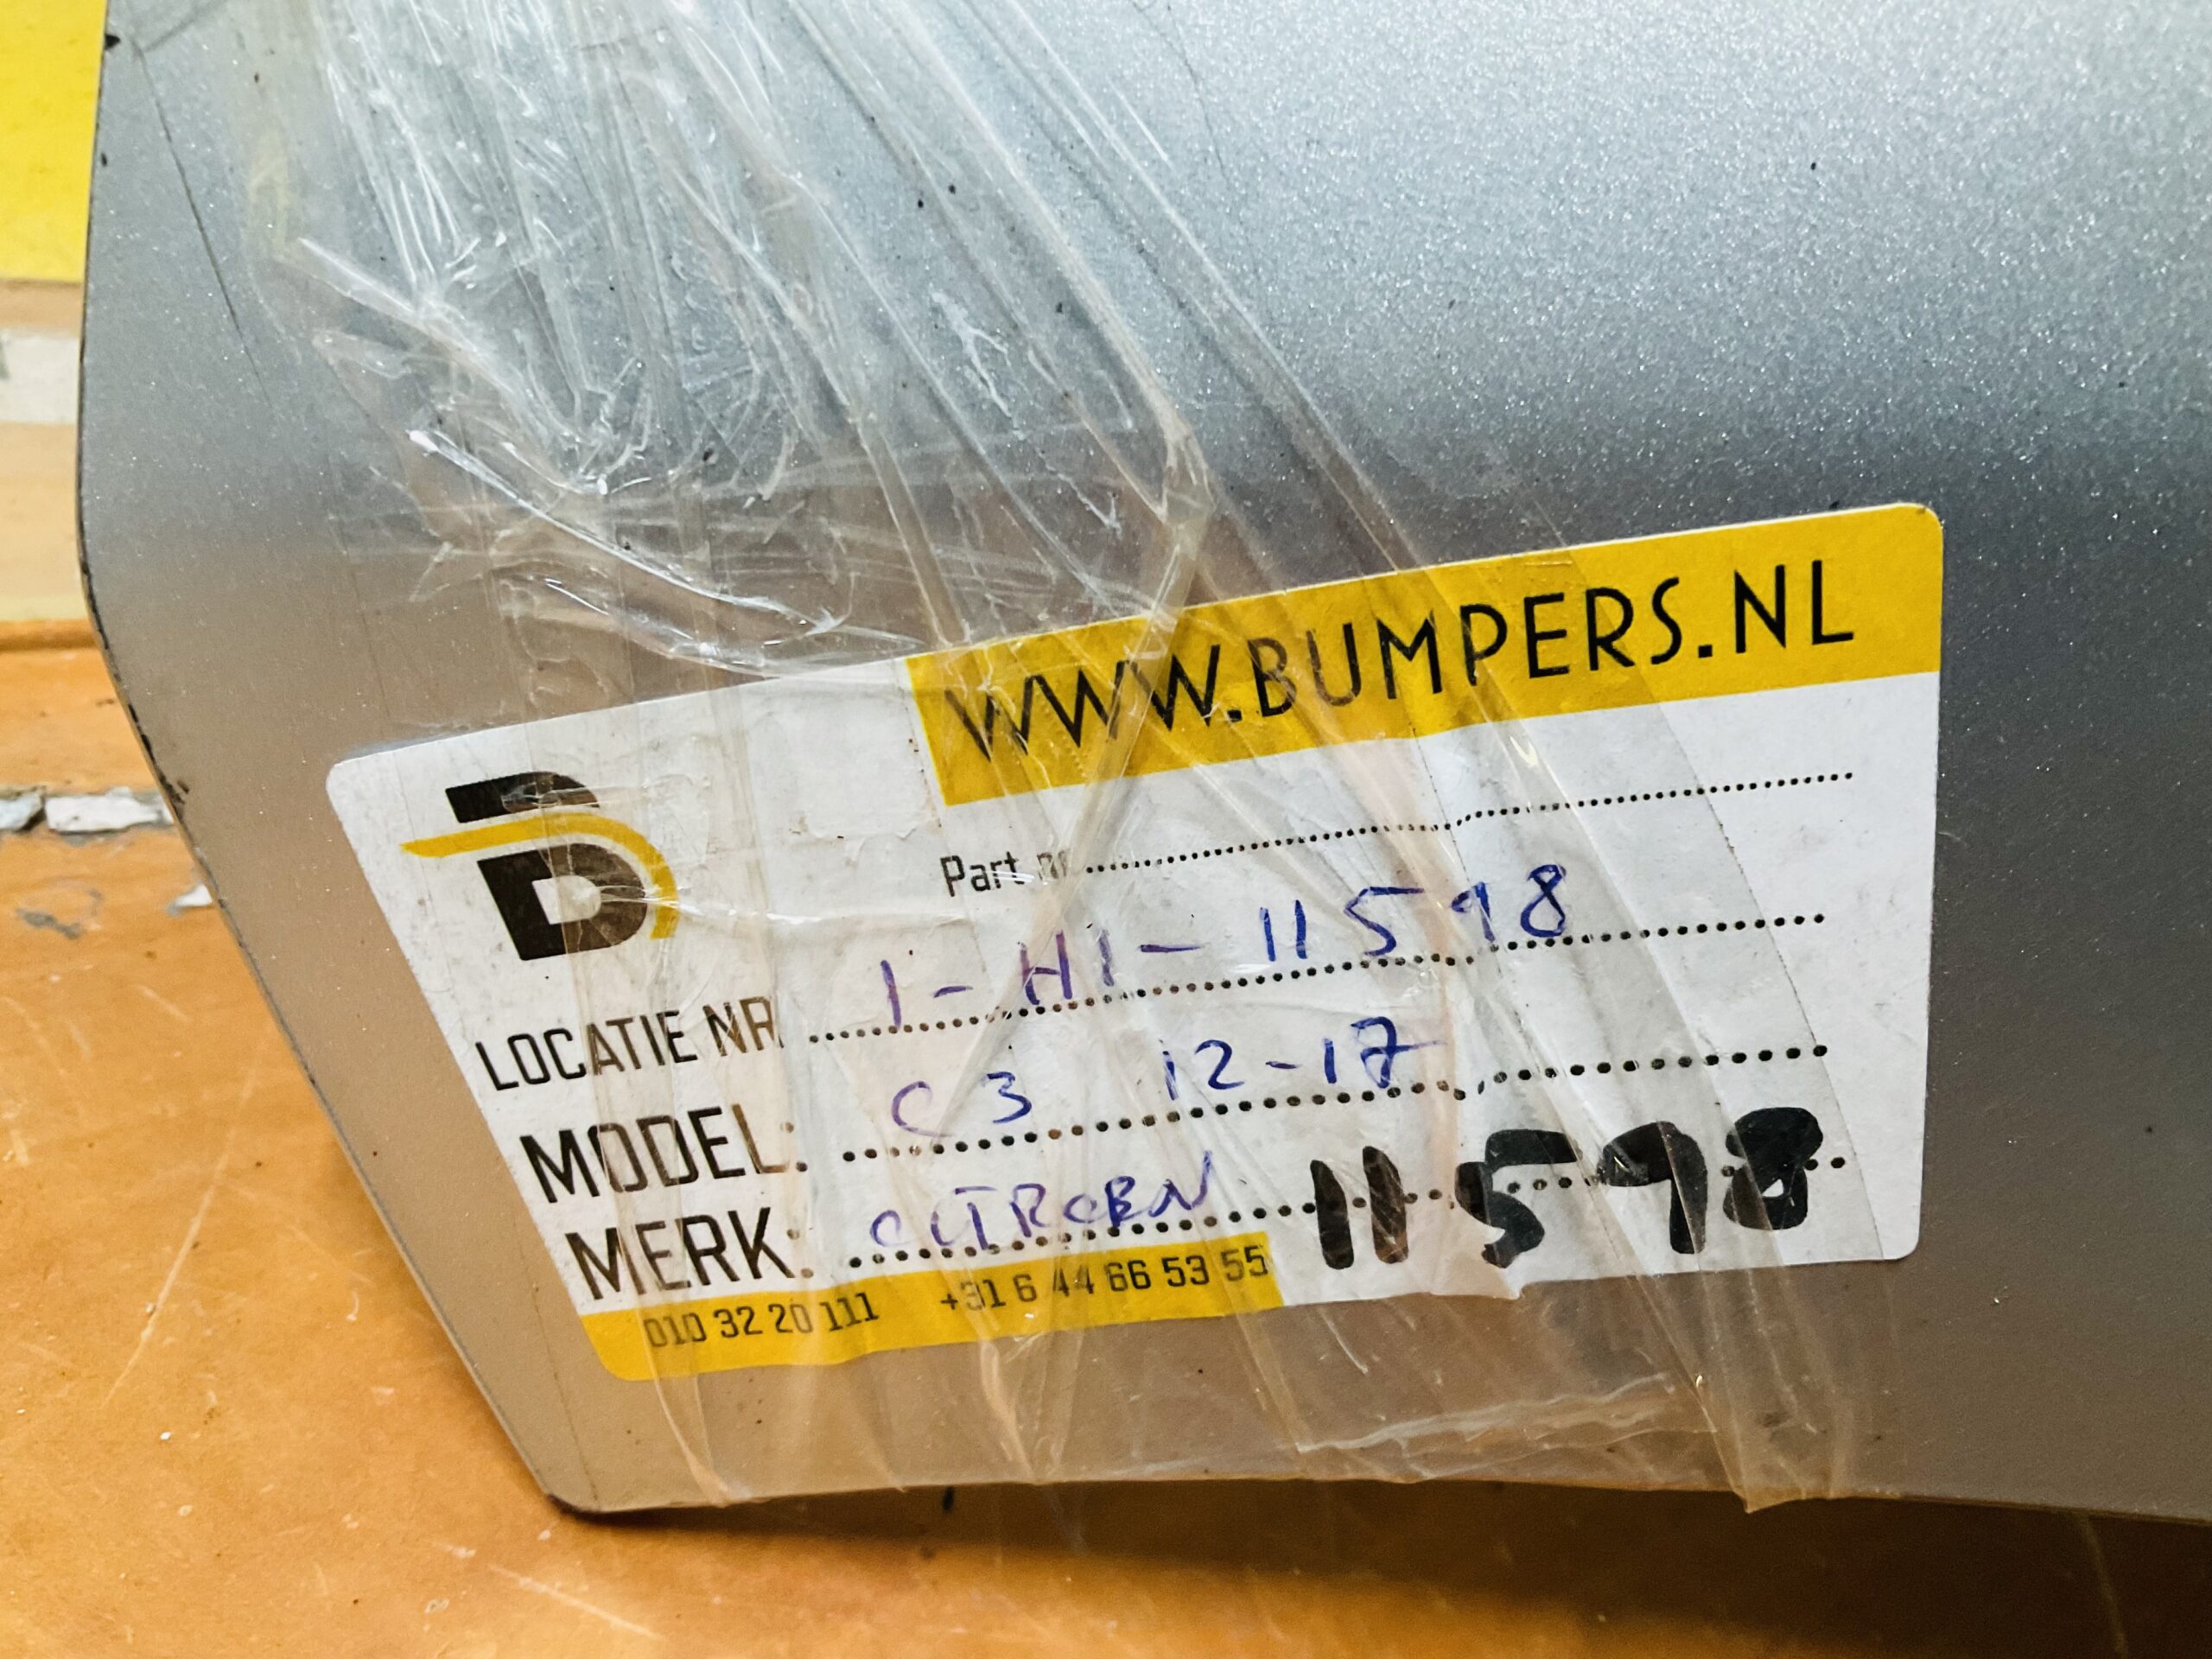 WWW.BUMPERS.NL
B
Part nr
LOCATIE NR 1-H1-11598
MODEL: C3 12-17
MERK: CITROEN 11598
010 32 20 111 +31 6 44 66 53 55